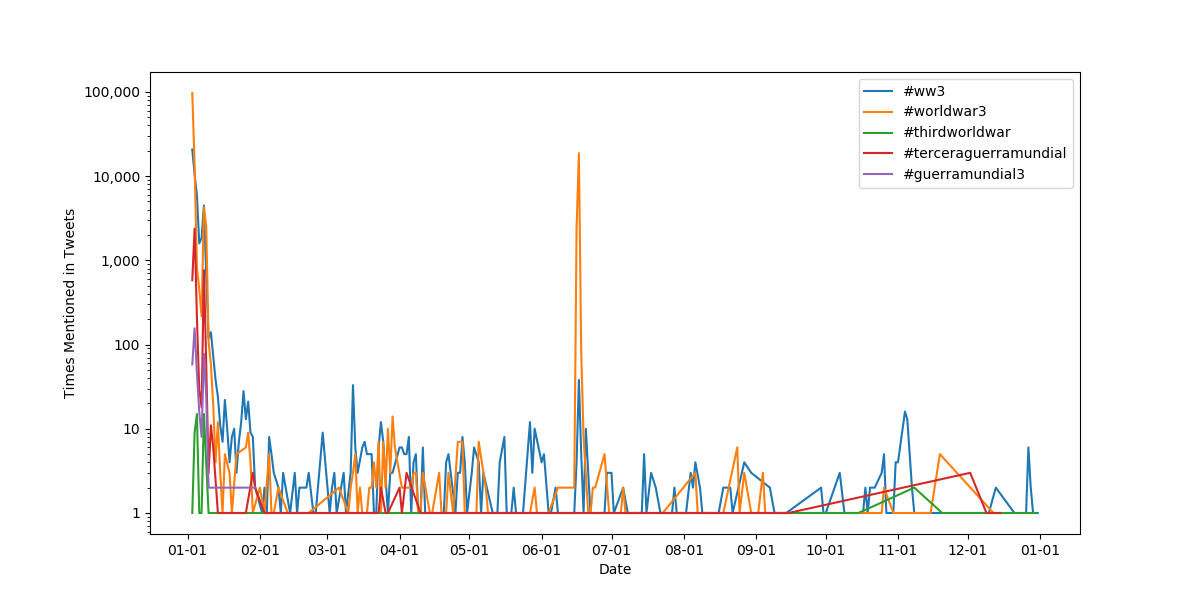 #ww3
#worldwar3
#thirdworldwar
#terceraguerramundial
#guerramundial3
100,000
10,000
1,000
100
10
1
Times Mentioned in Tweets
01-01 02-01 03-01 04-01 05-01 06-01 07-01 08-01 09-01 10-01 11-01 12-01 01-01
Date